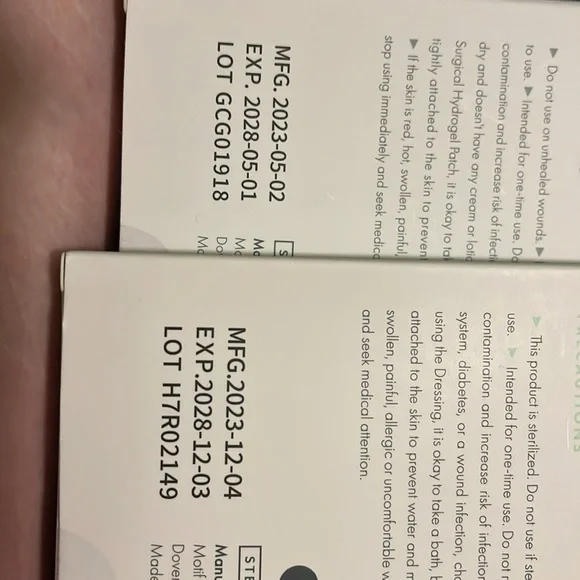 ► Do not use on unhealed wounds. ►
to use. ► Intended for one-time use. Do
contamination and increase risk of
dry and doesn't have any cream or
Surgical Hydrogel Patch, it is okay to
tightly attached to the skin to prevent
► If the skin is red, hot, swollen, painful,
stop using immediately and seek
MFG. 2023-05-02
EXP. 2028-05-01
LOT GCG01918
► This product is sterilized. Do not use if
use. ► Intended for one-time use. Do not
contamination and increase risk of
system, diabetes, or a wound infection,
using the Dressing, it is okay to take a bath,
attached to the skin to prevent water and
swollen, painful, allergic or uncomfortable
and seek medical attention.
MFG.2023-12-04
EXP.2028-12-03
LOT H7R02149
STE
Manu
Motif
Dover
Made